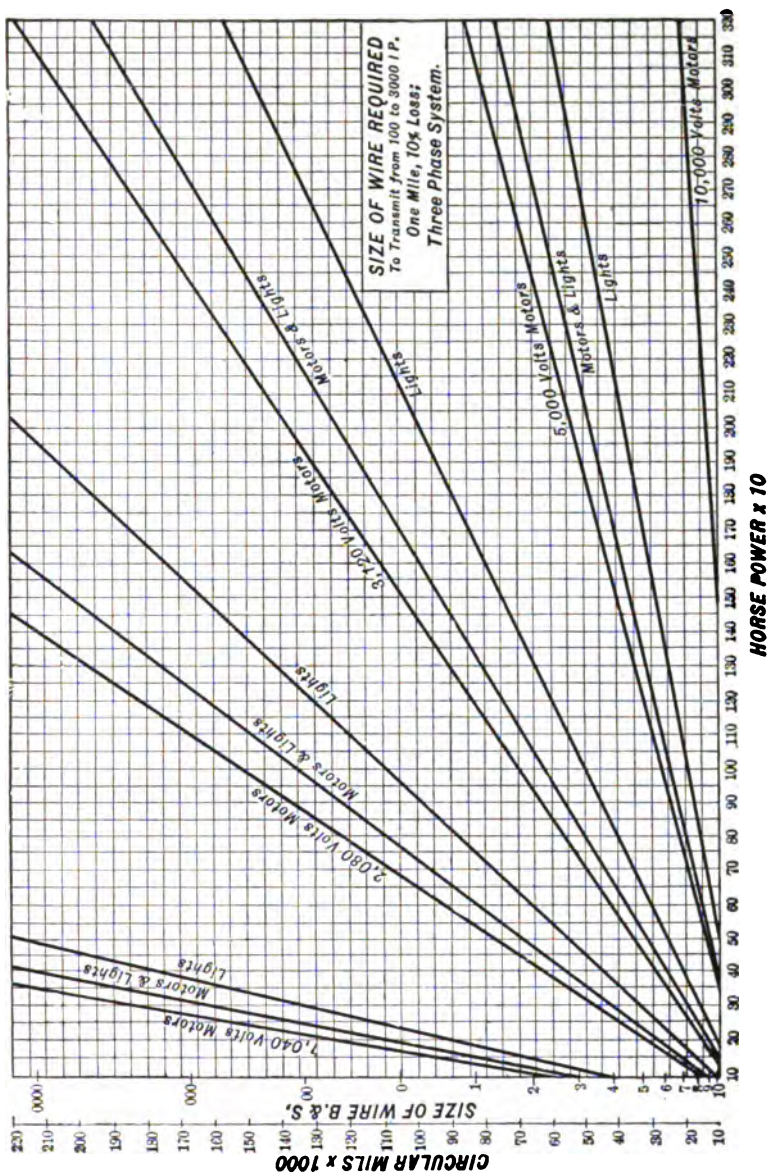 SIZE OF WIRE REQUIRED
To Transmit from 100 to 3000 I P.
One Mile, 10% Loss;
Three Phase System.
1,040 Volts Motors
Motors & Lights
Lights
2,080 Volts Motors
Motors & Lights
Lights
3,120 Volts Motors
Motors & Lights
Lights
5,000 Volts Motors
Motors & Lights
Lights
10,000 Volts Motors
CIRCULAR MILS x 1000
220 210 200 190 180 170 160 150 140 130 120 110 100 90 80 70 60 50 40 30 20 10
SIZE OF WIRE B.& S.
0000 000 00 0 1 2 3 4 5 6 7 8 9 10
10 20 30 40 50 60 70 80 90 100 110 120 130 140 150 160 170 180 190 200 210 220 230 240 250 260 270 280 290 300 310
HORSE POWER x 10